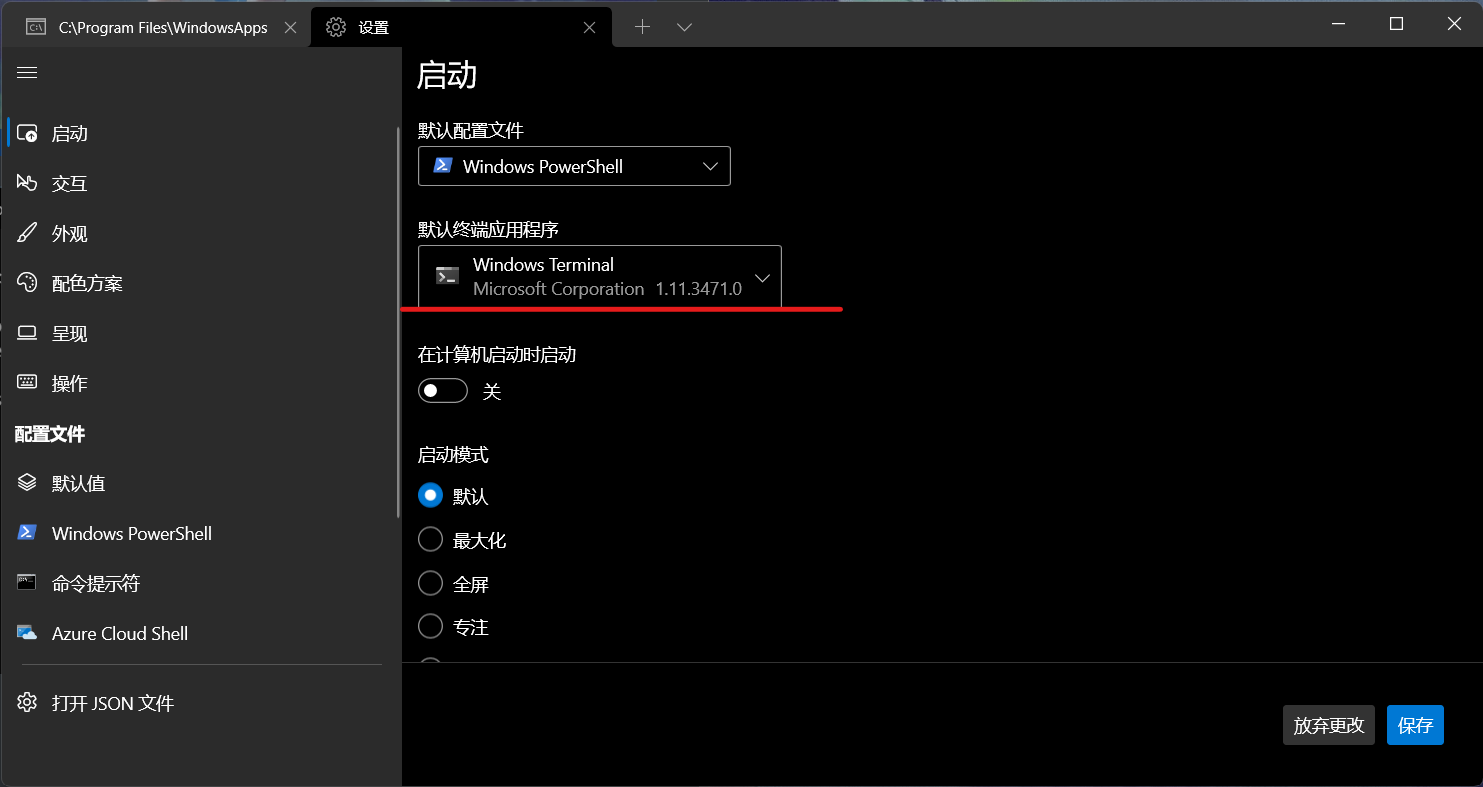 C:\Program Files\WindowsApps
设置
启动
交互
外观
配色方案
呈现
操作
配置文件
默认值
Windows PowerShell
命令提示符
Azure Cloud Shell
打开 JSON 文件
启动
默认配置文件
Windows PowerShell
默认终端应用程序
Windows Terminal
Microsoft Corporation 1.11.3471.0
在计算机启动时启动
关
启动模式
默认
最大化
全屏
专注
放弃更改
保存